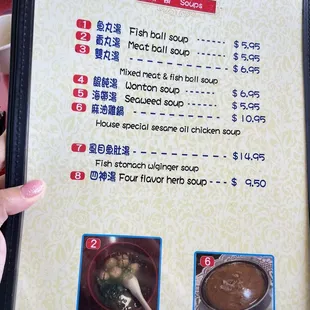 Soups
1 魚丸湯 Fish ball soup ------- $ 5.95
2 貢丸湯 Meat ball soup ------- $ 5.95
3 雙丸湯 ------- $ 6.95
Mixed meat & fish ball soup
4 餛飩湯 Wonton soup ------- $ 6.95
5 海帶湯 Seaweed soup ------- $ 5.95
6 麻油雞鍋 ------- $ 10.95
House special sesame oil chicken soup
7 虱目魚肚湯 ------- $14.95
Fish stomach w/ginger soup
8 四神湯 Four flavor herb soup ---- $ 9.50
2
6